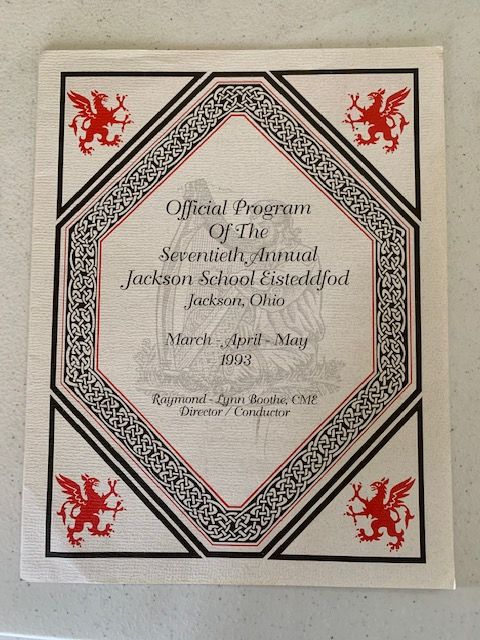 Official Program
Of The
Seventieth Annual
Jackson School Eisteddfod
Jackson, Ohio
March - April - May
1993
Raymond - Lynn Boothe, CME
Director / Conductor